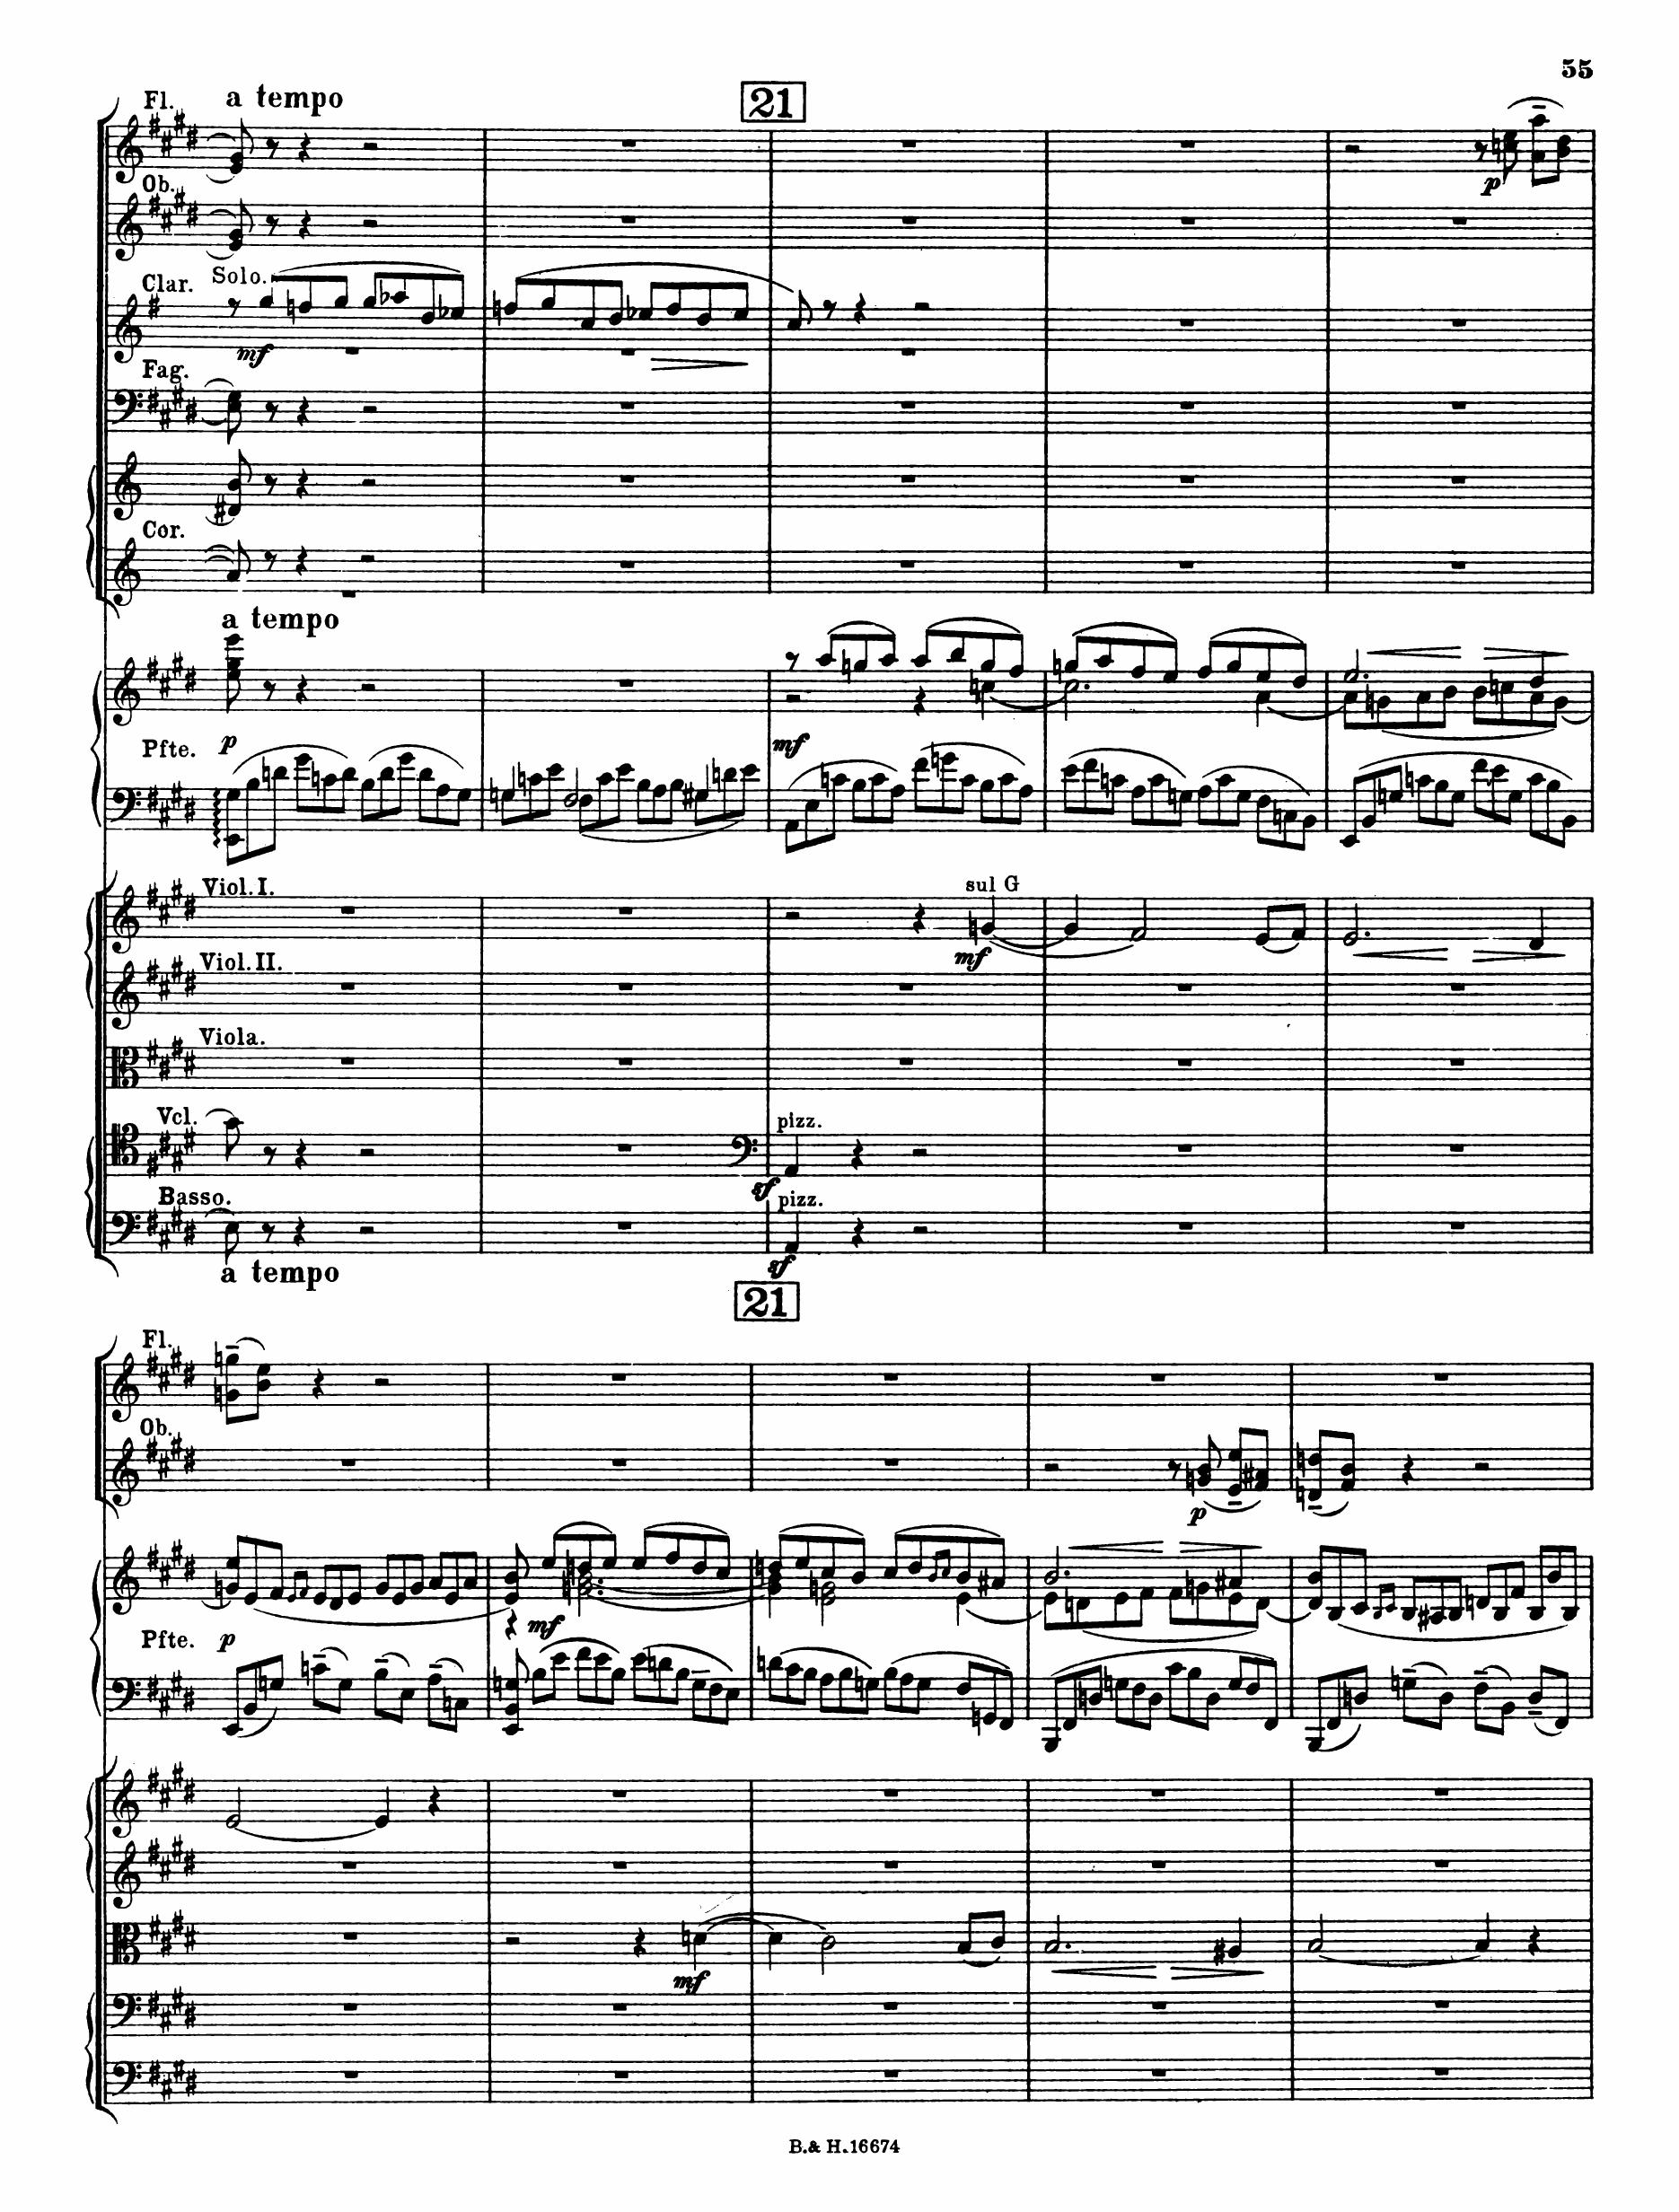 55
Fl. a tempo 21
p
Ob.
Clar. Solo.
mf
Fag.
Cor.
a tempo
Pfte. p mf
Viol. I. sul G
mf
Viol. II.
Viola.
Vcl. pizz.
sf
Basso. pizz.
sf
a tempo
21
Fl.
Ob.
p
mf
Pfte. p
mf
B. & H. 16674